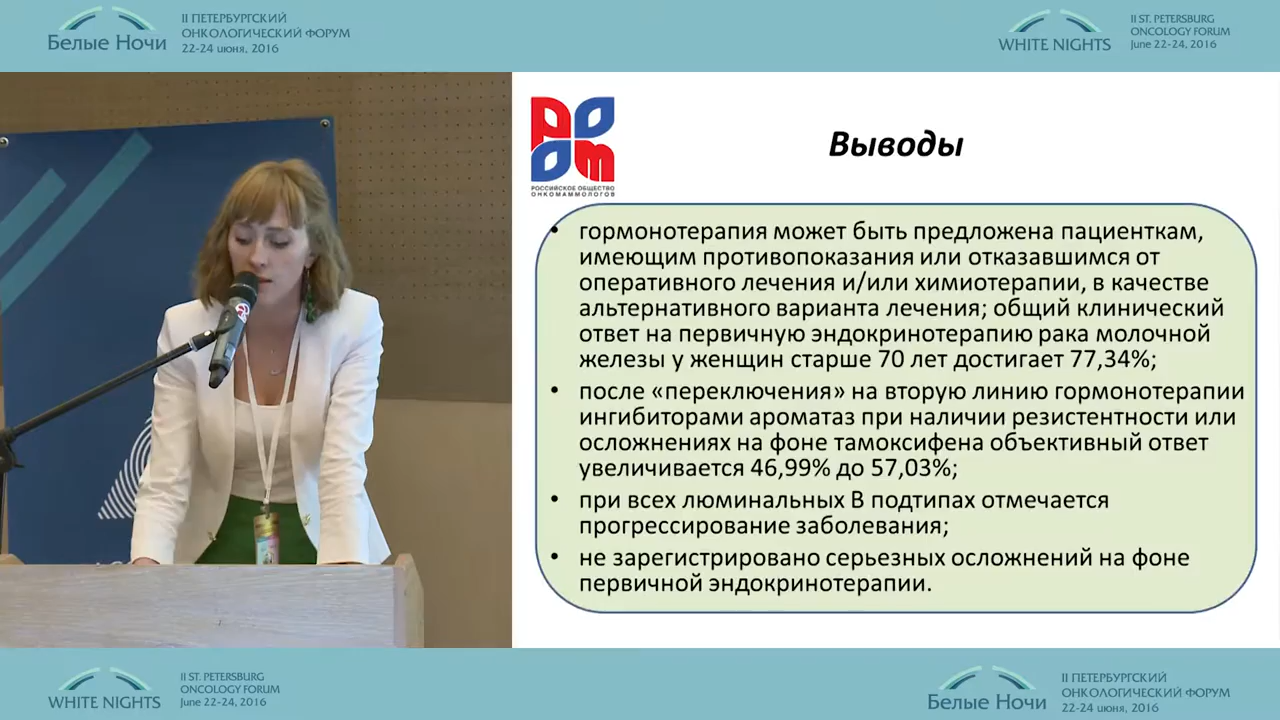 Белые Ночи
II ПЕТЕРБУРГСКИЙ
ОНКОЛОГИЧЕСКИЙ ФОРУМ
22-24 июня, 2016
WHITE NIGHTS
II ST. PETERSBURG
ONCOLOGY FORUM
June 22-24, 2016
РООМ
РОССИЙСКОЕ ОБЩЕСТВО
ОНКОМАММОЛОГОВ
Выводы
• гормонотерапия может быть предложена пациенткам,
имеющим противопоказания или отказавшимся от
оперативного лечения и/или химиотерапии, в качестве
альтернативного варианта лечения; общий клинический
ответ на первичную эндокринотерапию рака молочной
железы у женщин старше 70 лет достигает 77,34%;
• после «переключения» на вторую линию гормонотерапии
ингибиторами ароматаз при наличии резистентности или
осложнениях на фоне тамоксифена объективный ответ
увеличивается 46,99% до 57,03%;
• при всех люминальных В подтипах отмечается
прогрессирование заболевания;
• не зарегистрировано серьезных осложнений на фоне
первичной эндокринотерапии.
WHITE NIGHTS
II ST. PETERSBURG
ONCOLOGY FORUM
June 22-24, 2016
Белые Ночи
II ПЕТЕРБУРГСКИЙ
ОНКОЛОГИЧЕСКИЙ ФОРУМ
22-24 июня, 2016